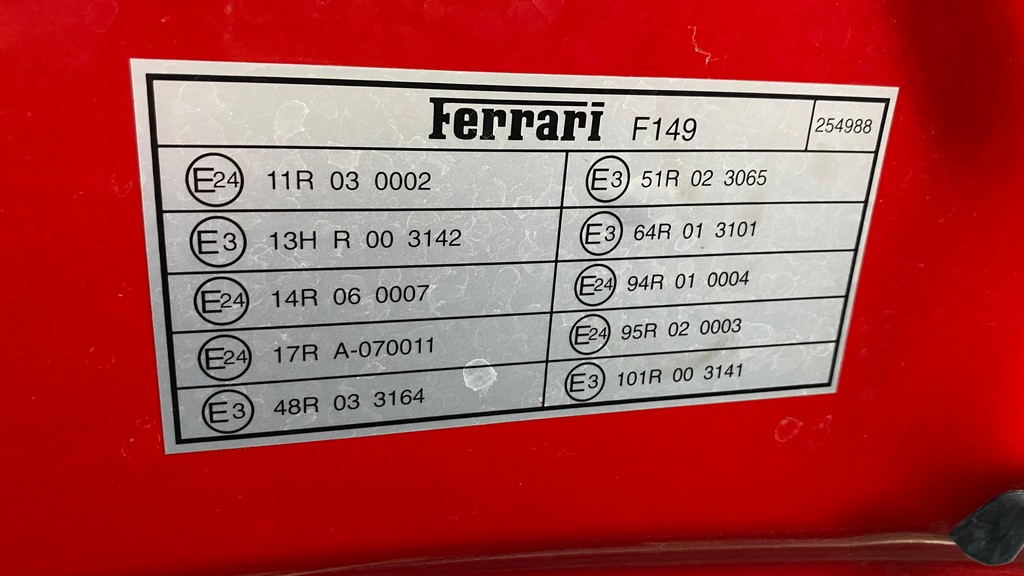 Ferrari F149 254988
E24 11R 03 0002
E3 13H R 00 3142
E24 14R 06 0007
E24 17R A-070011
E3 48R 03 3164
E3 51R 02 3065
E3 64R 01 3101
E24 94R 01 0004
E24 95R 02 0003
E3 101R 00 3141